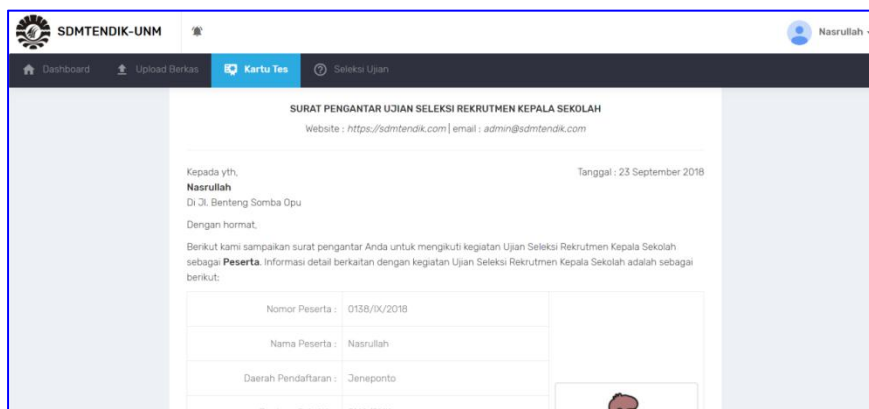 SDMTENDIK-UNM
Nasrullah
Dashboard
Upload Berkas
Kartu Tes
Seleksi Ujian
SURAT PENGANTAR UJIAN SELEKSI REKRUTMEN KEPALA SEKOLAH
Website : https://sdmtendik.com | email : admin@sdmtendik.com
Kepada yth,
Tanggal : 23 September 2018
Nasrullah
Di Jl. Benteng Somba Opu
Dengan hormat,
Berikut kami sampaikan surat pengantar Anda untuk mengikuti kegiatan Ujian Seleksi Rekrutmen Kepala Sekolah
sebagai Peserta. Informasi detail berkaitan dengan kegiatan Ujian Seleksi Rekrutmen Kepala Sekolah adalah sebagai
berikut:
Nomor Peserta : 0138/IX/2018
Nama Peserta : Nasrullah
Daerah Pendaftaran : Jeneponto